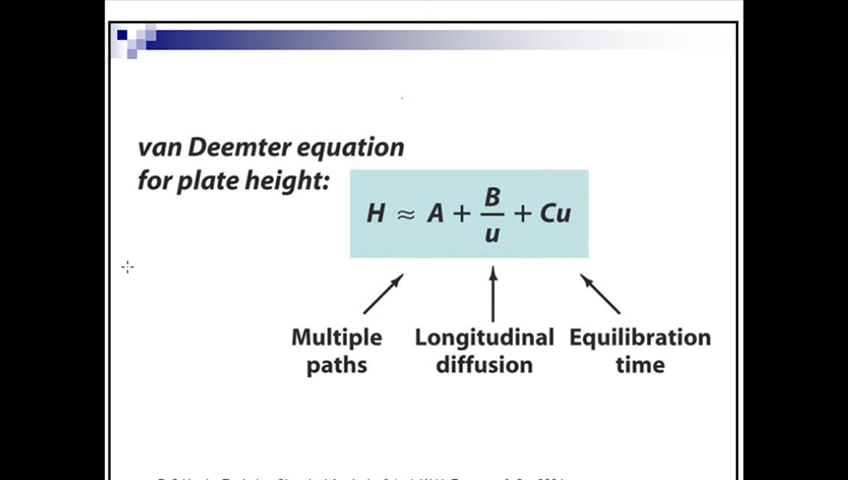 van Deemter equation
for plate height:
H ≈ A + B/u + Cu
Multiple paths
Longitudinal diffusion
Equilibration time